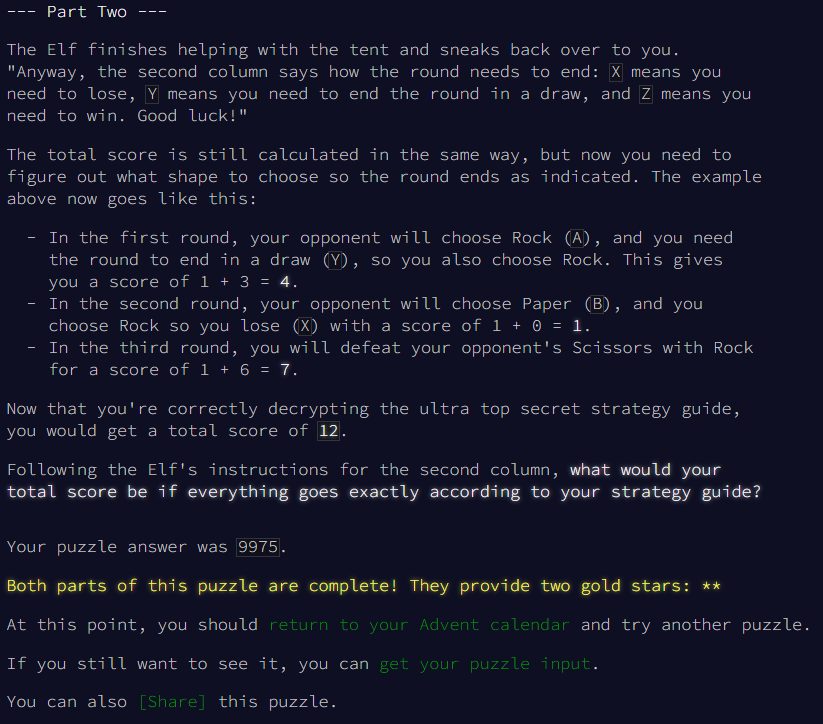 --- Part Two ---
The Elf finishes helping with the tent and sneaks back over to you.
"Anyway, the second column says how the round needs to end: X means you
need to lose, Y means you need to end the round in a draw, and Z means you
need to win. Good luck!"
The total score is still calculated in the same way, but now you need to
figure out what shape to choose so the round ends as indicated. The example
above now goes like this:
- In the first round, your opponent will choose Rock (A), and you need
the round to end in a draw (Y), so you also choose Rock. This gives
you a score of 1 + 3 = 4.
- In the second round, your opponent will choose Paper (B), and you
choose Rock so you lose (X) with a score of 1 + 0 = 1.
- In the third round, you will defeat your opponent's Scissors with Rock
for a score of 1 + 6 = 7.
Now that you're correctly decrypting the ultra top secret strategy guide,
you would get a total score of 12.
Following the Elf's instructions for the second column, what would your
total score be if everything goes exactly according to your strategy guide?
Your puzzle answer was 9975.
Both parts of this puzzle are complete! They provide two gold stars: **
At this point, you should return to your Advent calendar and try another puzzle.
If you still want to see it, you can get your puzzle input.
You can also [Share] this puzzle.